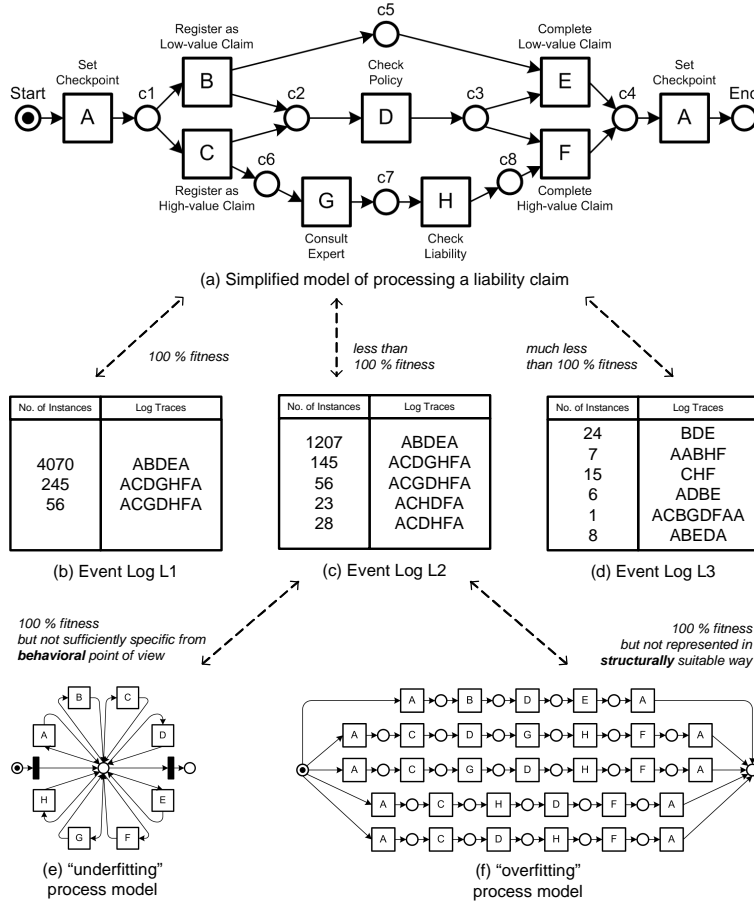 c5
Register as
Low-value Claim
Complete
Low-value Claim
Set
Checkpoint
Check
Policy
Set
Checkpoint
Start
A
c1
B
c2
D
c3
E
c4
A
End
C
c6
c7
c8
F
Register as
High-value Claim
G
H
Complete
High-value Claim
Consult
Expert
Check
Liability
(a) Simplified model of processing a liability claim
100 % fitness
less than
100 % fitness
much less
than 100 % fitness
No. of Instances Log Traces
4070 ABDEA
245 ACDGHFA
56 ACGDHFA
(b) Event Log L1
No. of Instances Log Traces
1207 ABDEA
145 ACDGHFA
56 ACGDHFA
23 ACHDFA
28 ACDHFA
(c) Event Log L2
No. of Instances Log Traces
24 BDE
7 AABHF
15 CHF
6 ADBE
1 ACBGDFAA
8 ABEDA
(d) Event Log L3
100 % fitness
but not sufficiently specific from
behavioral point of view
100 % fitness
but not represented in
structurally suitable way
B C
A D
H E
G F
(e) “underfitting”
process model
A B D E A
A C D G H F A
A C G D H F A
A C H D F A
A C D H F A
(f) “overfitting”
process model